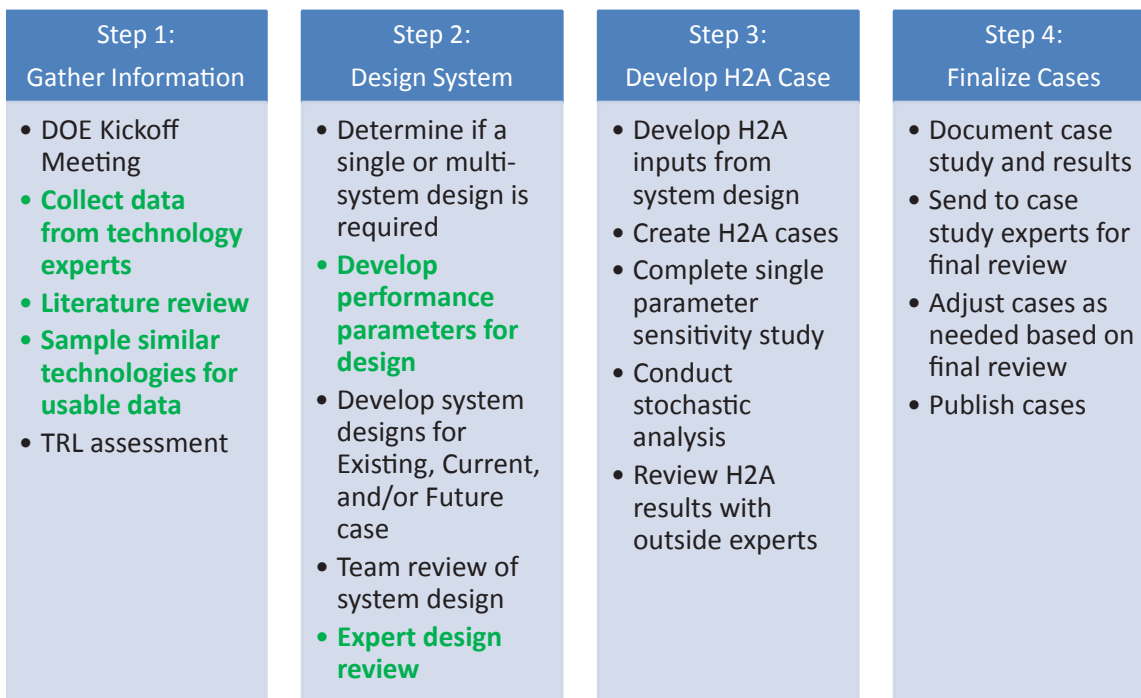 Step 1:
Gather Information
• DOE Kickoff
Meeting
• Collect data
from technology
experts
• Literature review
• Sample similar
technologies for
usable data
• TRL assessment
Step 2:
Design System
• Determine if a
single or multi-
system design is
required
• Develop
performance
parameters for
design
• Develop system
designs for
Existing, Current,
and/or Future
case
• Team review of
system design
• Expert design
review
Step 3:
Develop H2A Case
• Develop H2A
inputs from
system design
• Create H2A cases
• Complete single
parameter
sensitivity study
• Conduct
stochastic
analysis
• Review H2A
results with
outside experts
Step 4:
Finalize Cases
• Document case
study and results
• Send to case
study experts for
final review
• Adjust cases as
needed based on
final review
• Publish cases